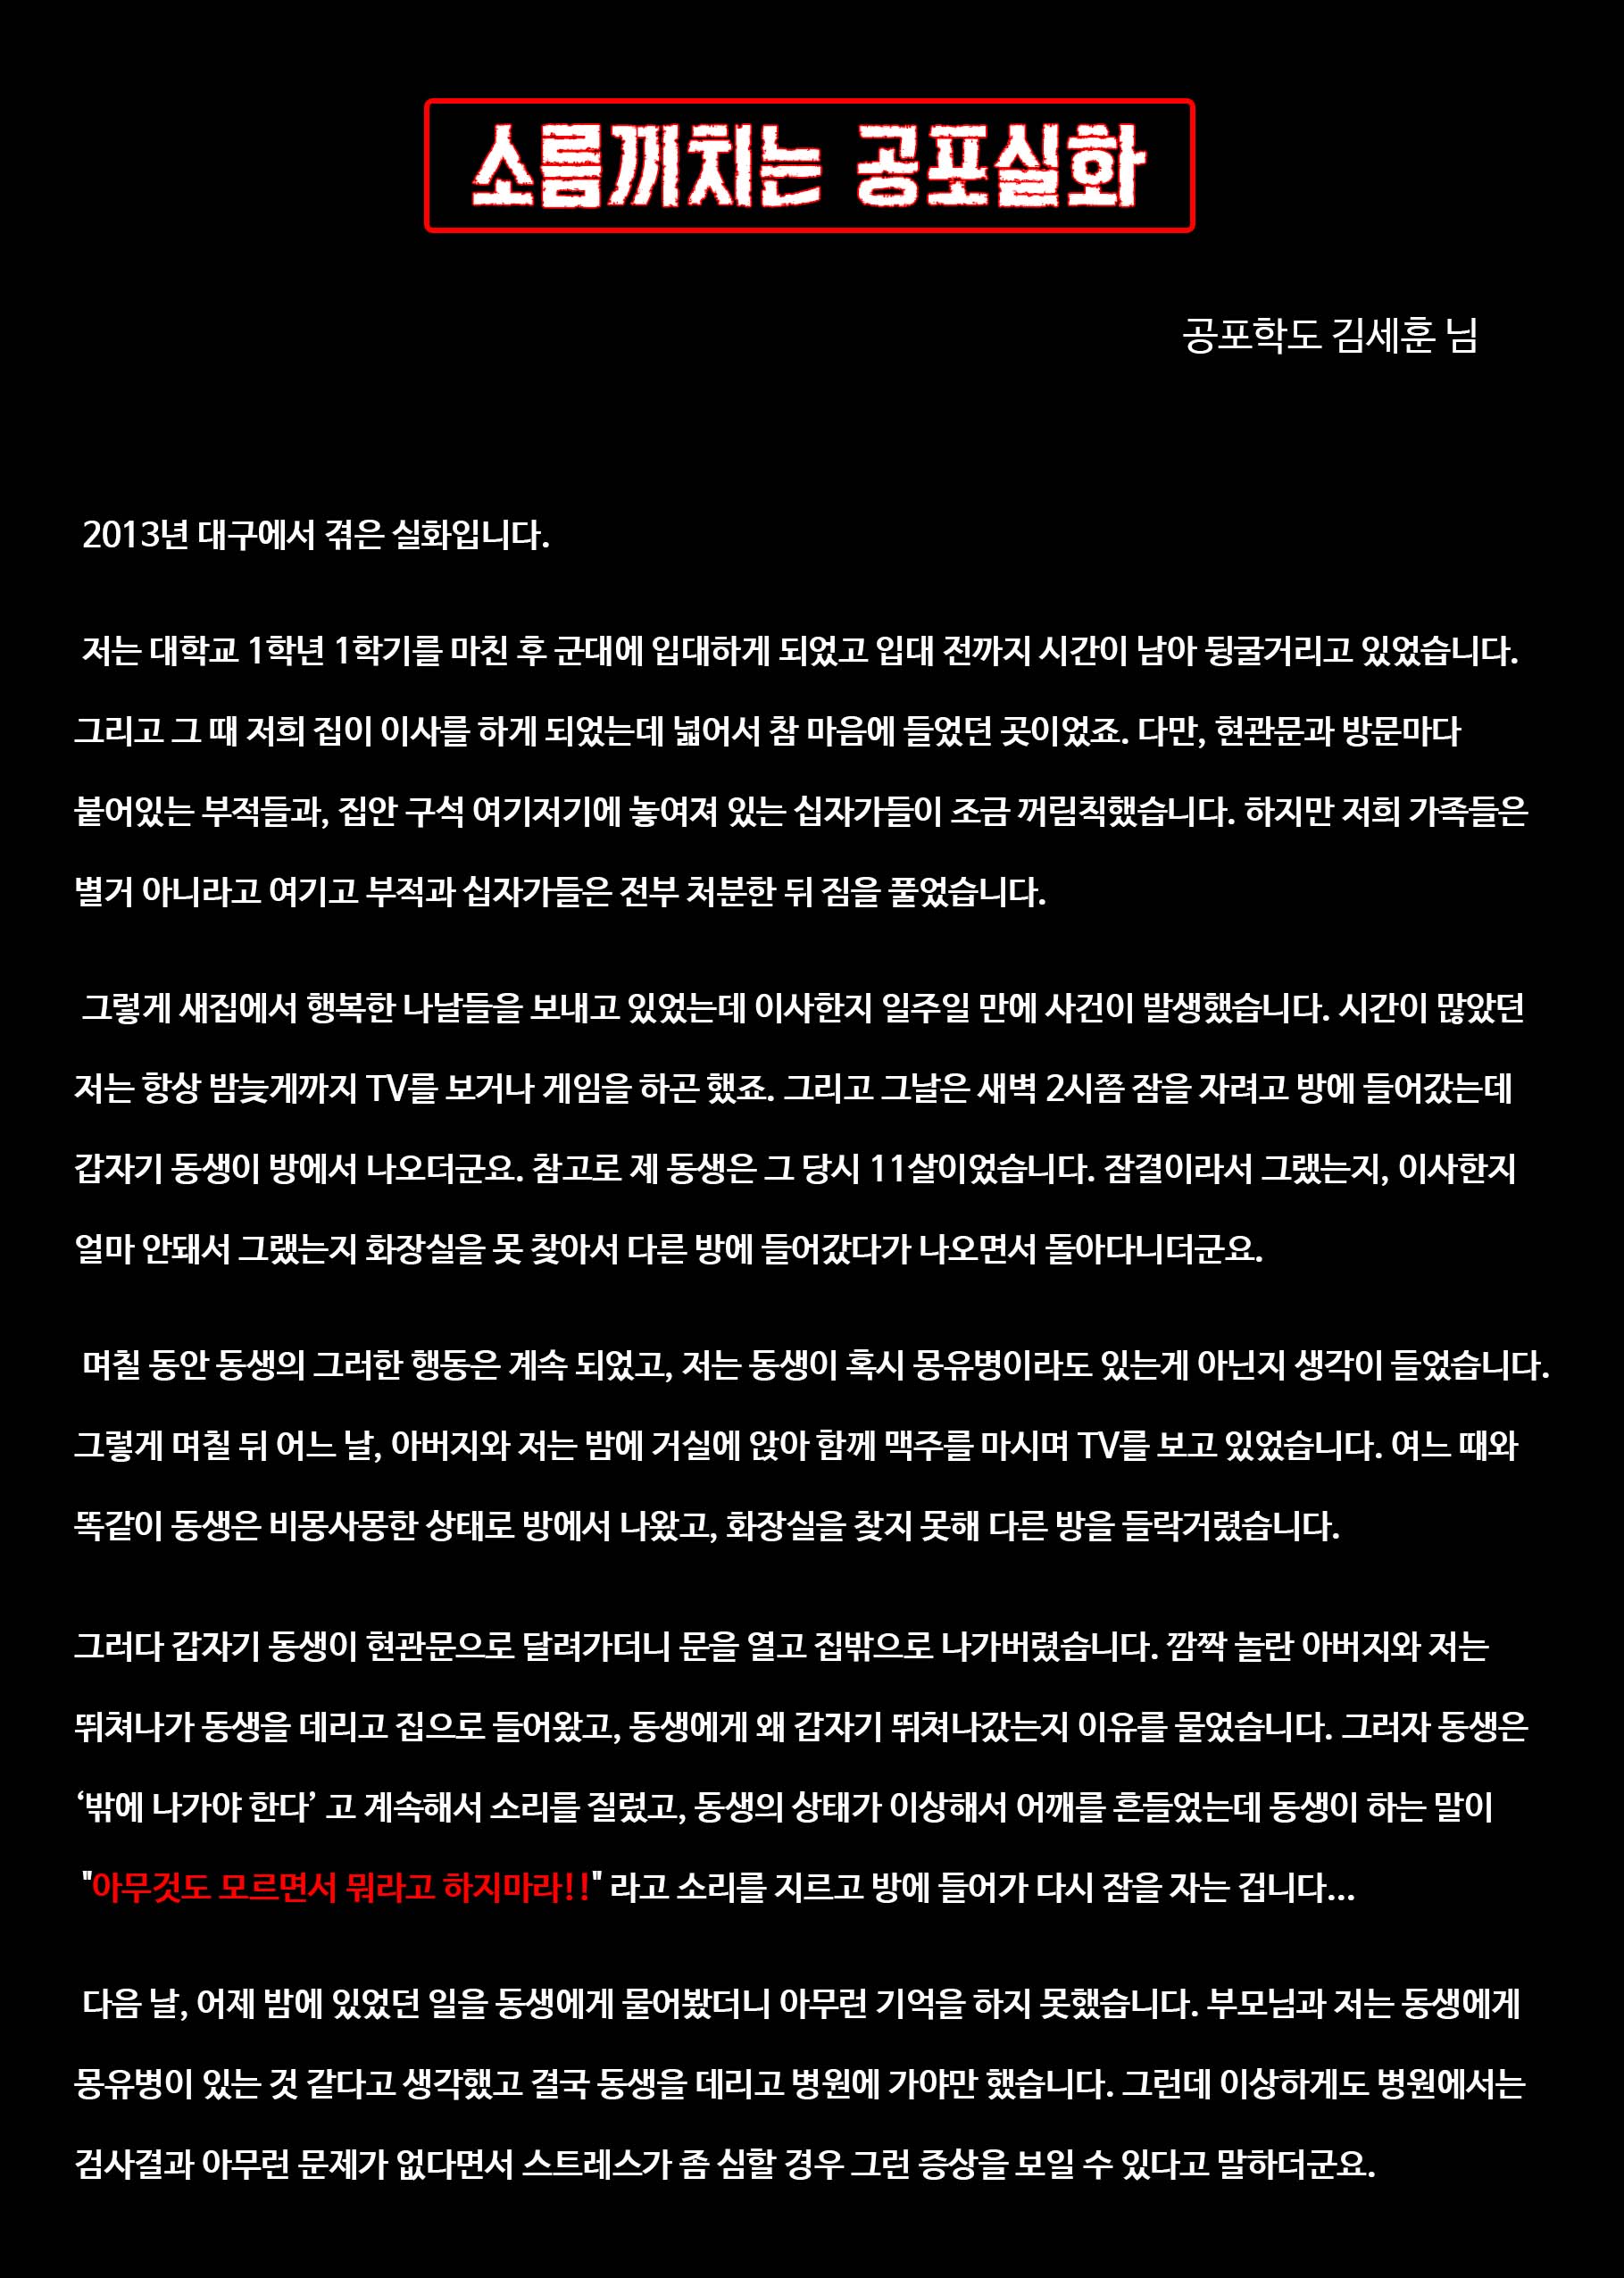 소름끼치는 공포실화
공포학도 김세훈 님
2013년 대구에서 겪은 실화입니다.
저는 대학교 1학년 1학기를 마친 후 군대에 입대하게 되었고 입대 전까지 시간이 남아 뒹굴거리고 있었습니다.
그리고 그 때 저희 집이 이사를 하게 되었는데 넓어서 참 마음에 들었던 곳이었죠. 다만, 현관문과 방문마다
붙어있는 부적들과, 집안 구석 여기저기에 놓여져 있는 십자가들이 조금 꺼림칙했습니다. 하지만 저희 가족들은
별거 아니라고 여기고 부적과 십자가들은 전부 처분한 뒤 짐을 풀었습니다.
그렇게 새집에서 행복한 나날들을 보내고 있었는데 이사한지 일주일 만에 사건이 발생했습니다. 시간이 많았던
저는 항상 밤늦게까지 TV를 보거나 게임을 하곤 했죠. 그리고 그날은 새벽 2시쯤 잠을 자려고 방에 들어갔는데
갑자기 동생이 방에서 나오더군요. 참고로 제 동생은 그 당시 11살이었습니다. 잠결이라서 그랬는지, 이사한지
얼마 안돼서 그랬는지 화장실을 못 찾아서 다른 방에 들어갔다가 나오면서 돌아다니더군요.
며칠 동안 동생의 그러한 행동은 계속 되었고, 저는 동생이 혹시 몽유병이라도 있는게 아닌지 생각이 들었습니다.
그렇게 며칠 뒤 어느 날, 아버지와 저는 밤에 거실에 앉아 함께 맥주를 마시며 TV를 보고 있었습니다. 여느 때와
똑같이 동생은 비몽사몽한 상태로 방에서 나왔고, 화장실을 찾지 못해 다른 방을 들락거렸습니다.
그러다 갑자기 동생이 현관문으로 달려가더니 문을 열고 집밖으로 나가버렸습니다. 깜짝 놀란 아버지와 저는
뛰쳐나가 동생을 데리고 집으로 들어왔고, 동생에게 왜 갑자기 뛰쳐나갔는지 이유를 물었습니다. 그러자 동생은
‘밖에 나가야 한다’ 고 계속해서 소리를 질렀고, 동생의 상태가 이상해서 어깨를 흔들었는데 동생이 하는 말이
"아무것도 모르면서 뭐라고 하지마라!!" 라고 소리를 지르고 방에 들어가 다시 잠을 자는 겁니다...
다음 날, 어제 밤에 있었던 일을 동생에게 물어봤더니 아무런 기억을 하지 못했습니다. 부모님과 저는 동생에게
몽유병이 있는 것 같다고 생각했고 결국 동생을 데리고 병원에 가야만 했습니다. 그런데 이상하게도 병원에서는
검사결과 아무런 문제가 없다면서 스트레스가 좀 심할 경우 그런 증상을 보일 수 있다고 말하더군요.